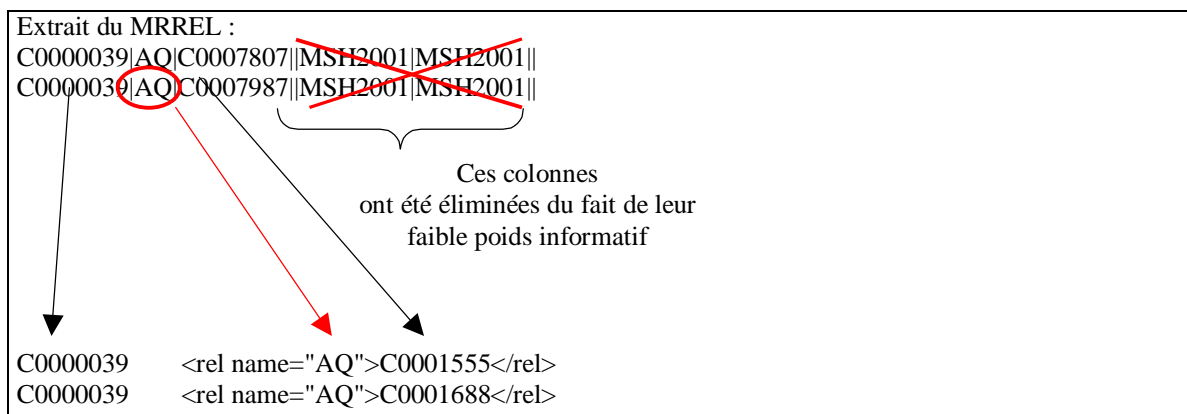 Extrait du MRREL :
C0000039|AQ|C0007807||MSH2001|MSH2001||
C0000039|AQ|C0007987||MSH2001|MSH2001||
Ces colonnes
ont été éliminées du fait de leur
faible poids informatif
C0000039 <rel name="AQ">C0001555</rel>
C0000039 <rel name="AQ">C0001688</rel>